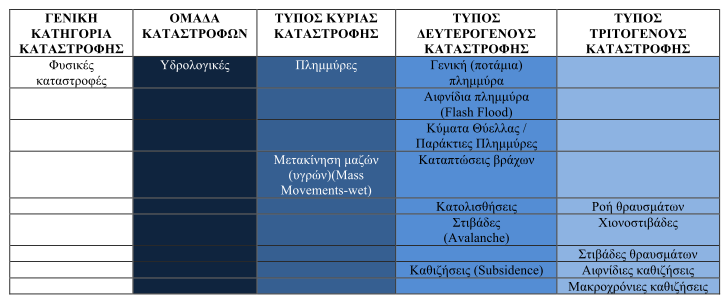 ΓΕΝΙΚΗ ΚΑΤΗΓΟΡΙΑ ΚΑΤΑΣΤΡΟΦΗΣ
ΟΜΑΔΑ ΚΑΤΑΣΤΡΟΦΩΝ
ΤΥΠΟΣ ΚΥΡΙΑΣ ΚΑΤΑΣΤΡΟΦΗΣ
ΤΥΠΟΣ ΔΕΥΤΕΡΟΓΕΝΟΥΣ ΚΑΤΑΣΤΡΟΦΗΣ
ΤΥΠΟΣ ΤΡΙΤΟΓΕΝΟΥΣ ΚΑΤΑΣΤΡΟΦΗΣ
Φυσικές καταστροφές
Υδρολογικές
Πλημμύρες
Γενική (ποτάμια) πλημμύρα
Αιφνίδια πλημμύρα (Flash Flood)
Κύματα Θύελλας / Παράκτιες Πλημμύρες
Μετακίνηση μαζών (υγρών)(Mass Movements-wet)
Καταπτώσεις βράχων
Κατολισθήσεις
Ροή θραυσμάτων
Στιβάδες (Avalanche)
Χιονοστιβάδες
Στιβάδες θραυσμάτων
Καθιζήσεις (Subsidence)
Αιφνίδιες καθιζήσεις
Μακροχρόνιες καθιζήσεις